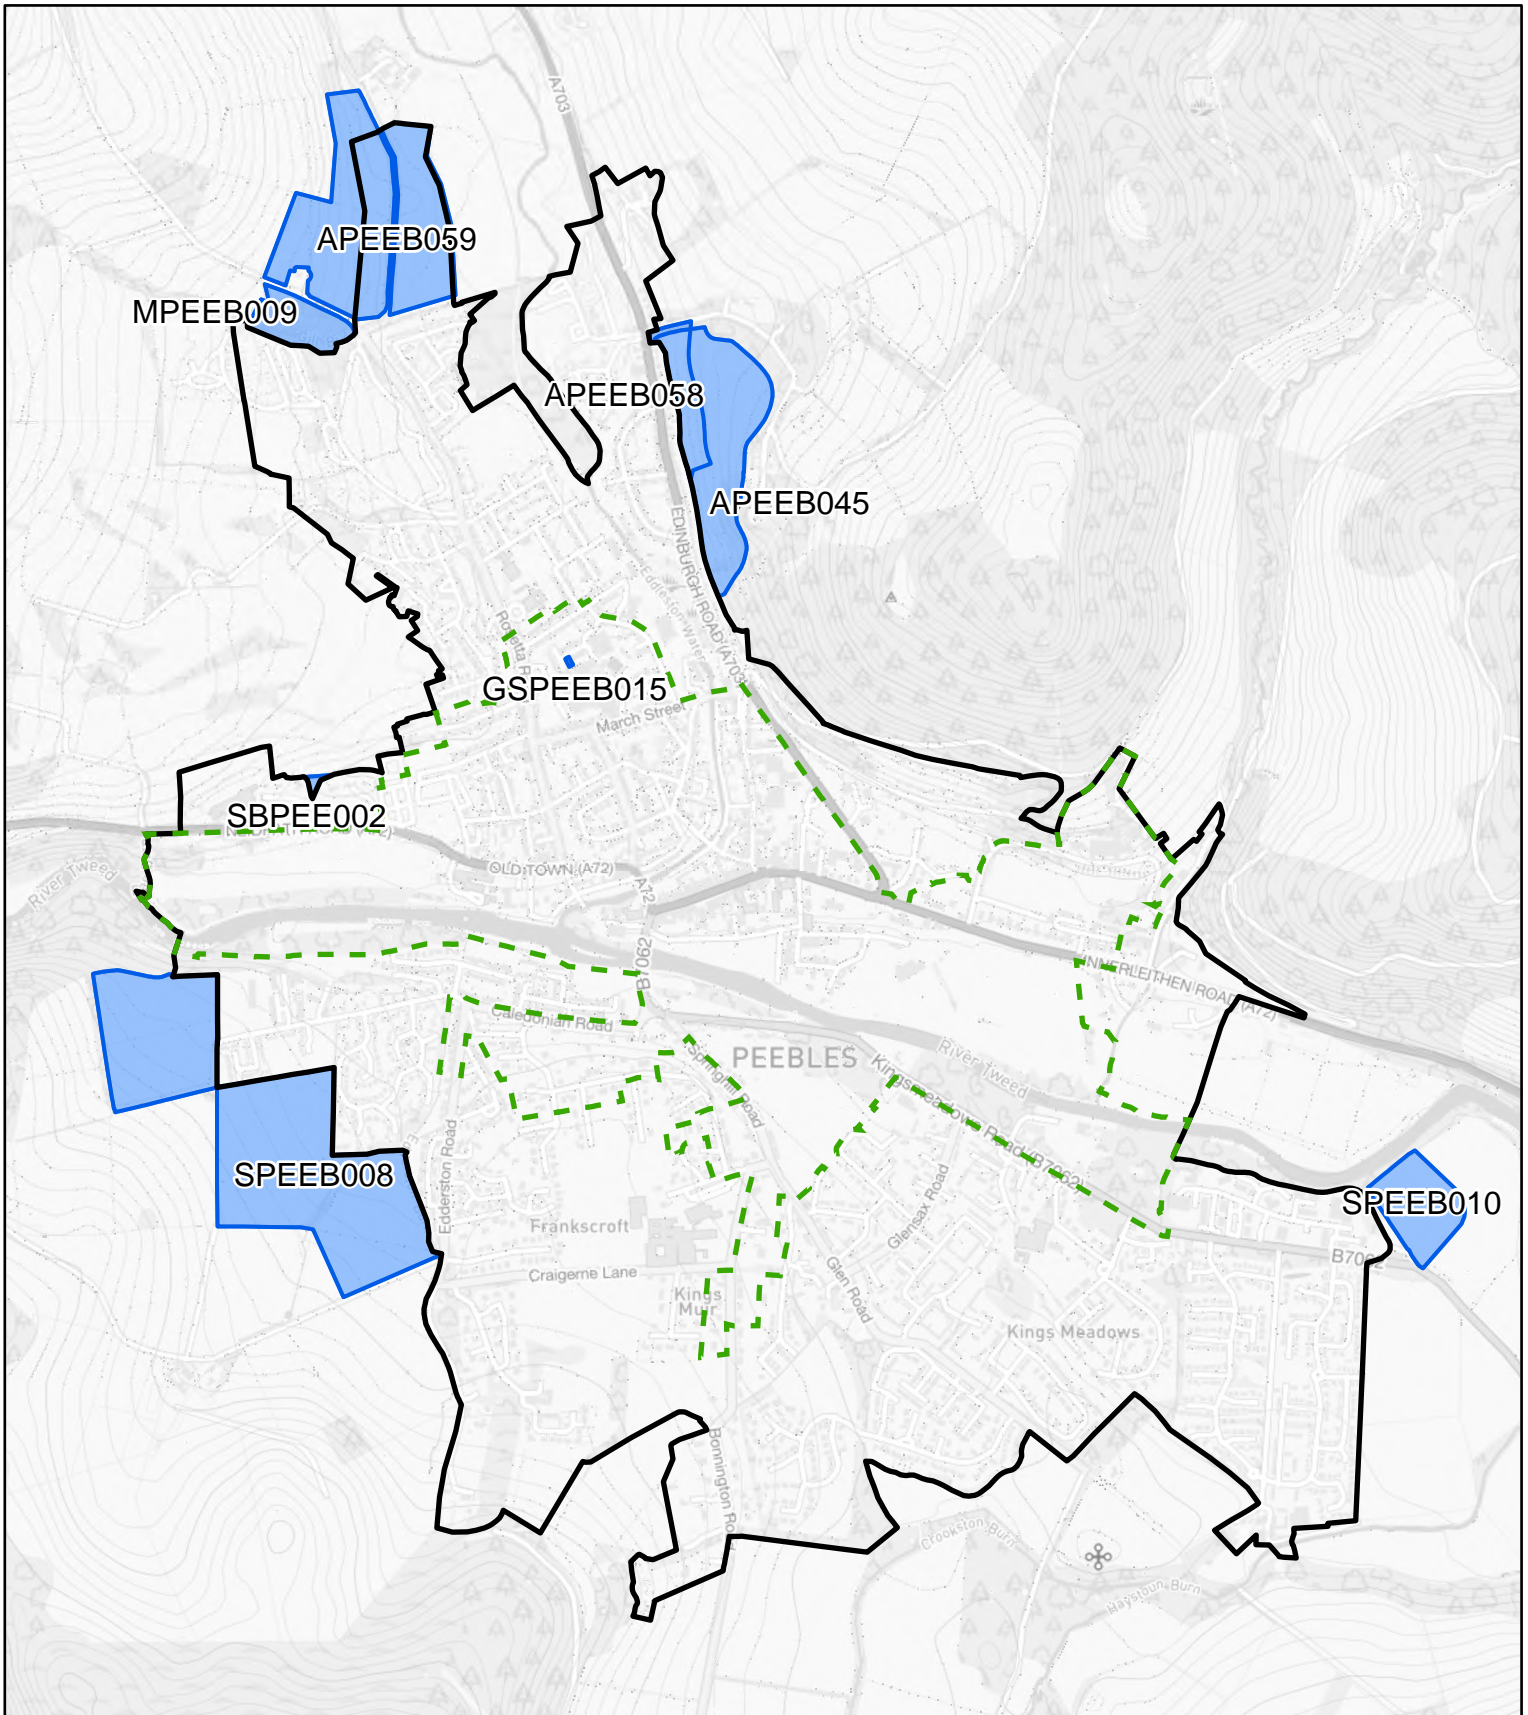 A703
APEEB059
MPEEB009
APEEB058
APEEB045
EDINBURGH ROAD (A703)
Eddleston Water
GSPEEB015
March Street
SBPEE002
River Tweed
OLD TOWN (A72)
A72
B7062
INNERLEITHEN ROAD (A72)
Caledonian Road
Springhill Road
PEEBLES
River Tweed
Kingsmeadows Road (B7062)
SPEEB008
Edderston Road
SPEEB010
Frankscroft
Glensax Road
B7062
Craigerne Lane
Kings
Muir
Glen Road
Kings Meadows
Bonnington Road
Crookston Burn
Haystoun Burn